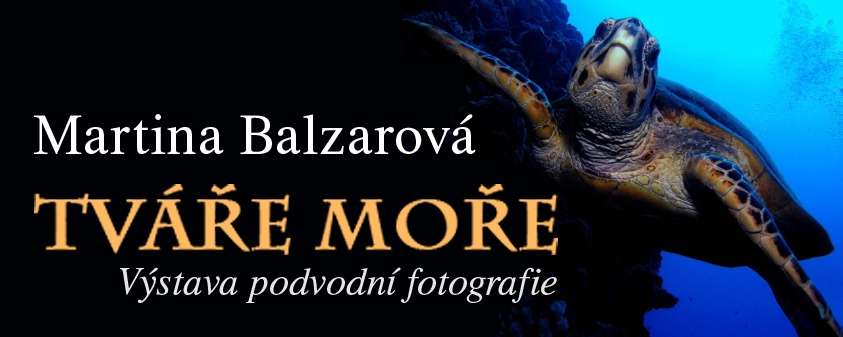 Martina Balzarová
TVÁŘE MOŘE
Výstava podvodní fotografie